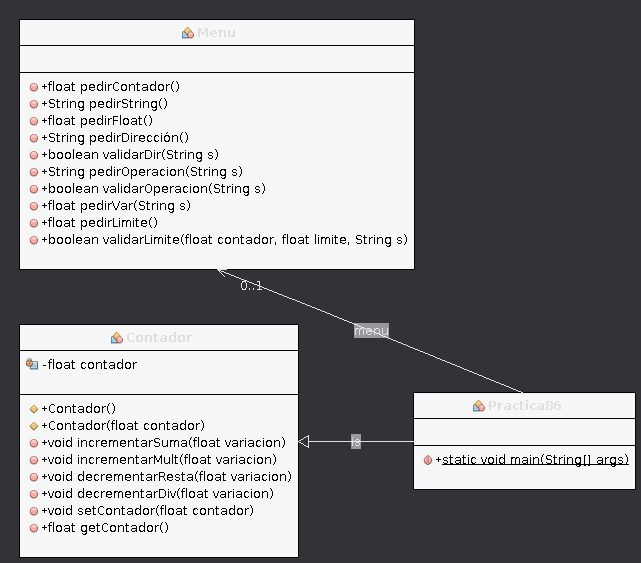 Menu
+float pedirContador()
+String pedirString()
+float pedirFloat()
+String pedirDirección()
+boolean validarDir(String s)
+String pedirOperacion(String s)
+boolean validarOperacion(String s)
+float pedirVar(String s)
+float pedirLimite()
+boolean validarLimite(float contador, float limite, String s)
0..1
menu
Contador
-float contador
+Contador()
+Contador(float contador)
+void incrementarSuma(float variacion)
+void incrementarMult(float variacion)
+void decrementarResta(float variacion)
+void decrementarDiv(float variacion)
+void setContador(float contador)
+float getContador()
is
Practica86
+static void main(String[] args)